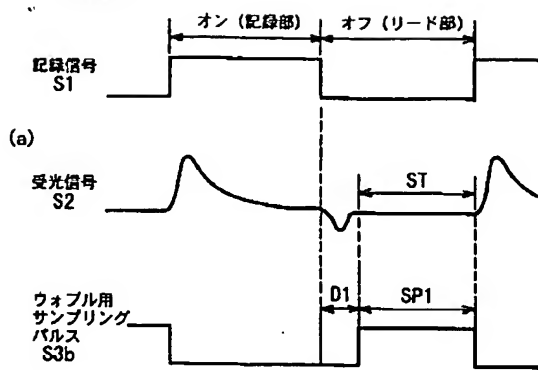 オン (記録部)
オフ (リード部)
記録信号
S1
(a)
受光信号
S2
ST
D1
SP1
ウォブル用
サンプリング
パルス
S3b